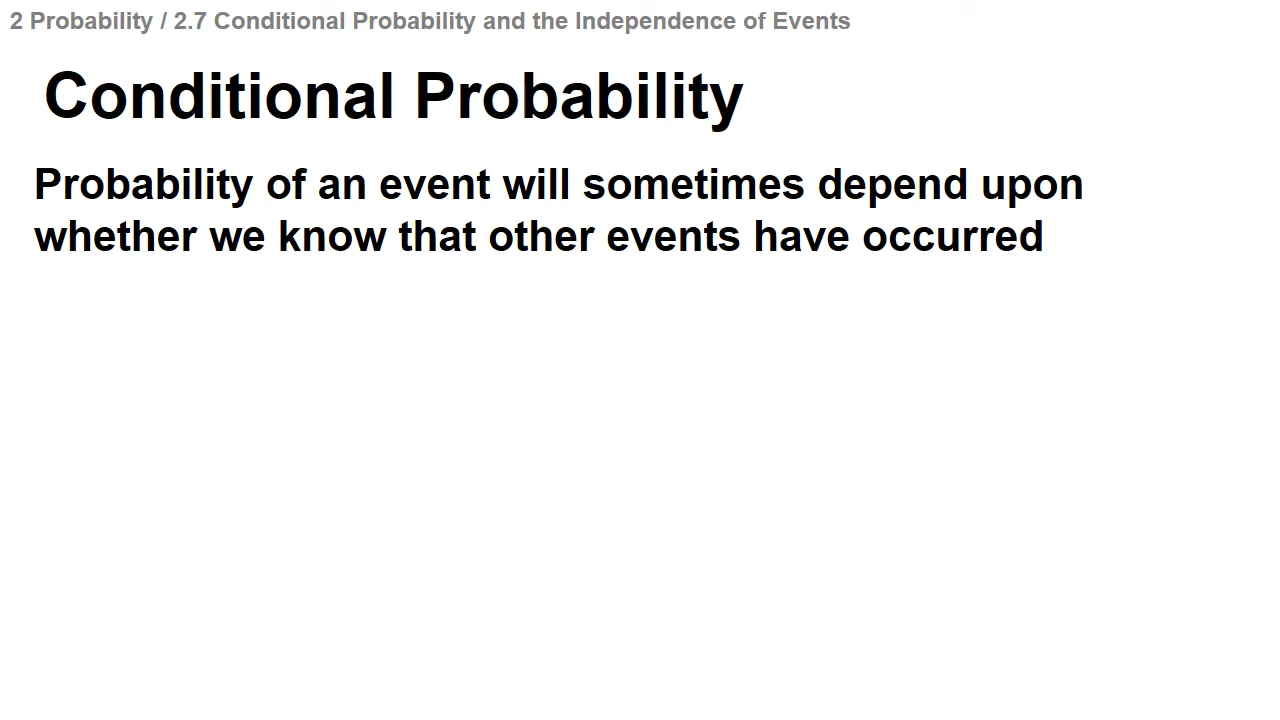 2 Probability / 2.7 Conditional Probability and the Independence of Events
Conditional Probability
Probability of an event will sometimes depend upon
whether we know that other events have occurred